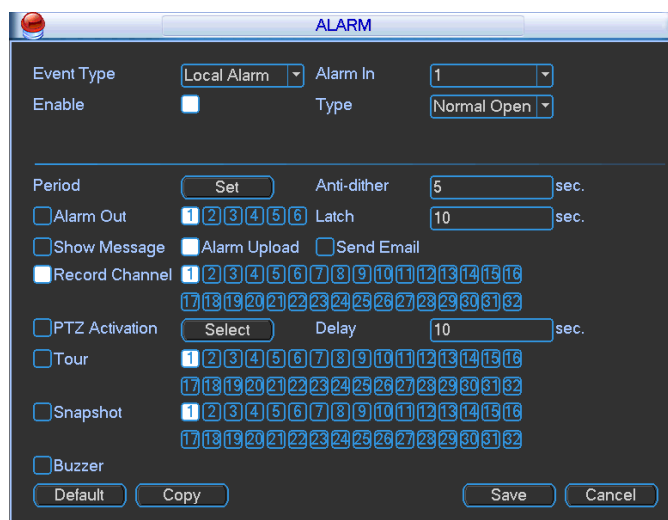 ALARM
Event Type Local Alarm Alarm In 1
Enable Type Normal Open
Period Set Anti-dither 5 sec.
Alarm Out 1 2 3 4 5 6 Latch 10 sec.
Show Message Alarm Upload Send Email
Record Channel 1 2 3 4 5 6 7 8 9 10 11 12 13 14 15 16
17 18 19 20 21 22 23 24 25 26 27 28 29 30 31 32
PTZ Activation Select Delay 10 sec.
Tour 1 2 3 4 5 6 7 8 9 10 11 12 13 14 15 16
17 18 19 20 21 22 23 24 25 26 27 28 29 30 31 32
Snapshot 1 2 3 4 5 6 7 8 9 10 11 12 13 14 15 16
17 18 19 20 21 22 23 24 25 26 27 28 29 30 31 32
Buzzer
Default Copy Save Cancel